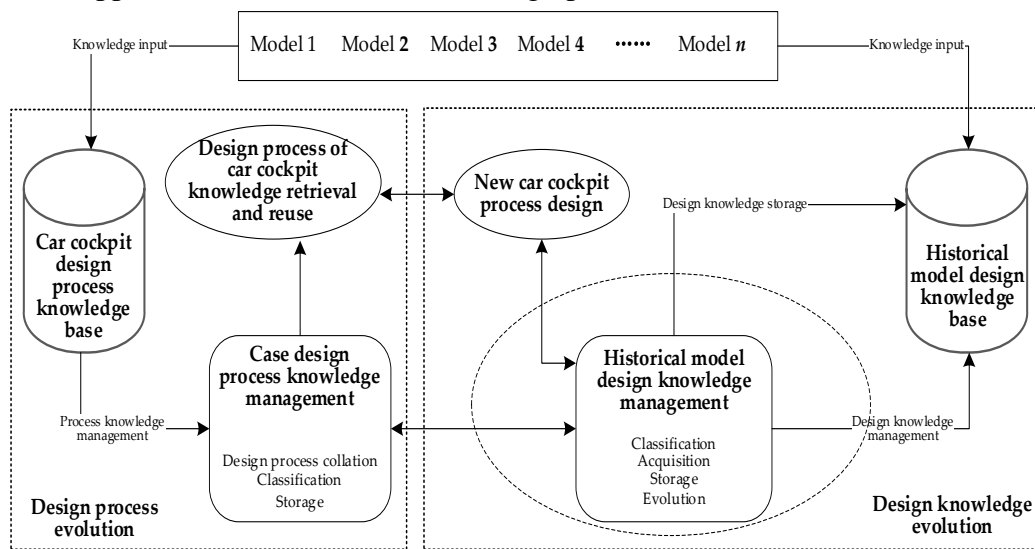 Knowledge input
Model 1 Model 2 Model 3 Model 4 ······ Model n
Knowledge input
Design process of
car cockpit
knowledge retrieval
and reuse
New car cockpit
process design
Design knowledge storage
Car cockpit
design
process
knowledge
base
Historical
model design
knowledge
base
Case design
process knowledge
management
Historical model
design knowledge
management
Process knowledge
management
Design knowledge
management
Design process collation
Classification
Storage
Classification
Acquisition
Storage
Evolution
Design process
evolution
Design knowledge
evolution